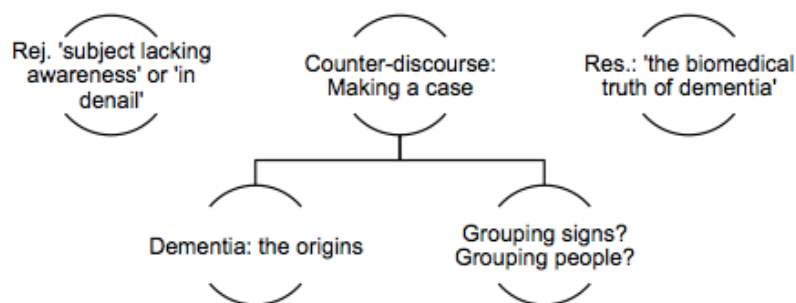 Rej. 'subject lacking
awareness' or 'in
denail'
Counter-discourse:
Making a case
Res.: 'the biomedical
truth of dementia'
Dementia: the origins
Grouping signs?
Grouping people?